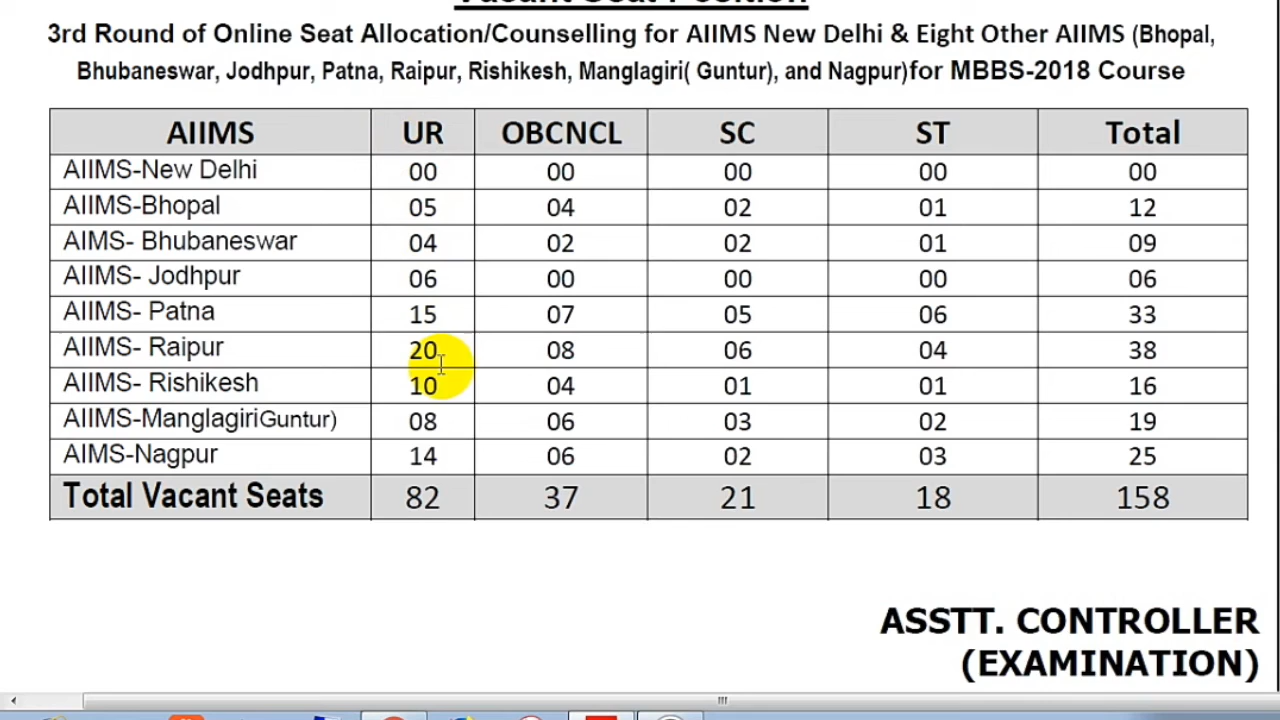 Vacant Seat Position
3rd Round of Online Seat Allocation/Counselling for AIIMS New Delhi & Eight Other AIIMS (Bhopal,
Bhubaneswar, Jodhpur, Patna, Raipur, Rishikesh, Manglagiri( Guntur), and Nagpur)for MBBS-2018 Course
AIIMS UR OBCNCL SC ST Total
AIIMS-New Delhi 00 00 00 00 00
AIIMS-Bhopal 05 04 02 01 12
AIMS- Bhubaneswar 04 02 02 01 09
AIIMS- Jodhpur 06 00 00 00 06
AIIMS- Patna 15 07 05 06 33
AIIMS- Raipur 20 08 06 04 38
AIIMS- Rishikesh 10 04 01 01 16
AIIMS-ManglagiriGuntur) 08 06 03 02 19
AIMS-Nagpur 14 06 02 03 25
Total Vacant Seats 82 37 21 18 158
ASSTT. CONTROLLER
(EXAMINATION)